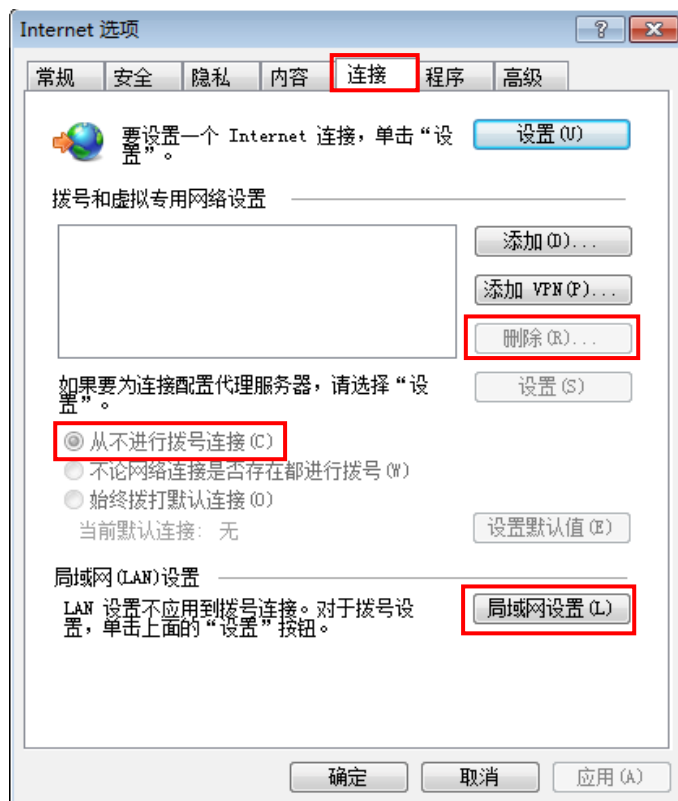 Internet 选项
常规 安全 隐私 内容 连接 程序 高级
要设置一个 Internet 连接，单击“设
置”。
设置(U)
拨号和虚拟专用网络设置
添加(D)...
添加 VPN(P)...
删除(R)...
如果要为连接配置代理服务器，请选择“设
置”。
设置(S)
从不进行拨号连接(C)
不论网络连接是否存在都进行拨号(W)
始终拨打默认连接(O)
当前默认连接: 无
设置默认值(E)
局域网(LAN)设置
LAN 设置不应用到拨号连接。对于拨号设
置，单击上面的“设置”按钮。
局域网设置(L)
确定 取消 应用(A)